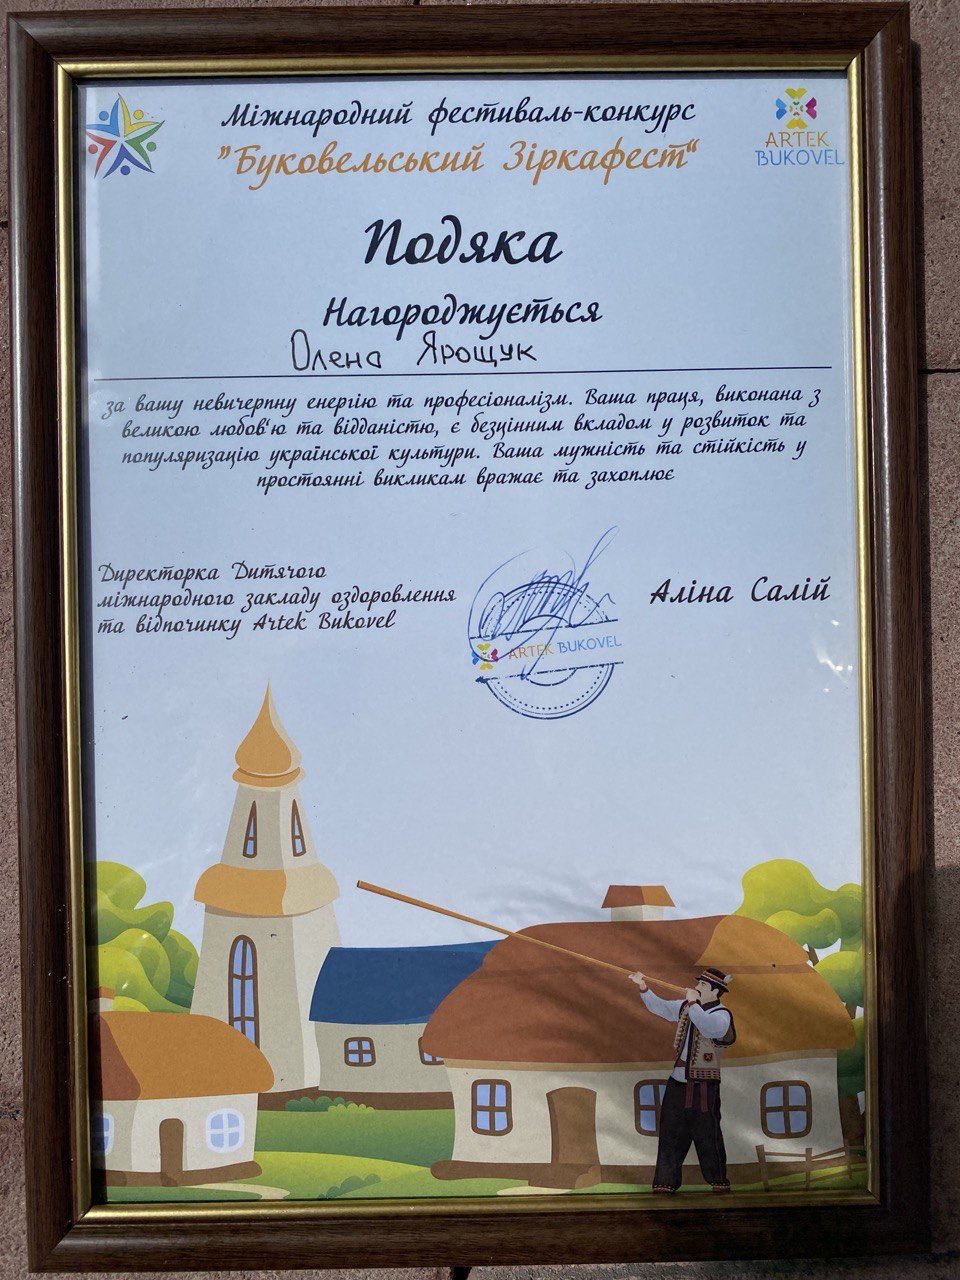 Міжнародний фестиваль-конкурс
"Буковельський Зіркафест"
ARTEK
BUKOVEL
Подяка
Нагороджується
Олена Ярощук
за вашу невичерпну енергію та професіоналізм. Ваша праця, виконана з
великою любов'ю та відданістю, є безцінним вкладом у розвиток та
популяризацію української культури. Ваша мужність та стійкість у
простоянні викликам вражає та захоплює
Директорка Дитячого
міжнародного закладу оздоровлення
та відпочинку Artek Bukovel
ARTEK BUKOVEL
Аліна Салій